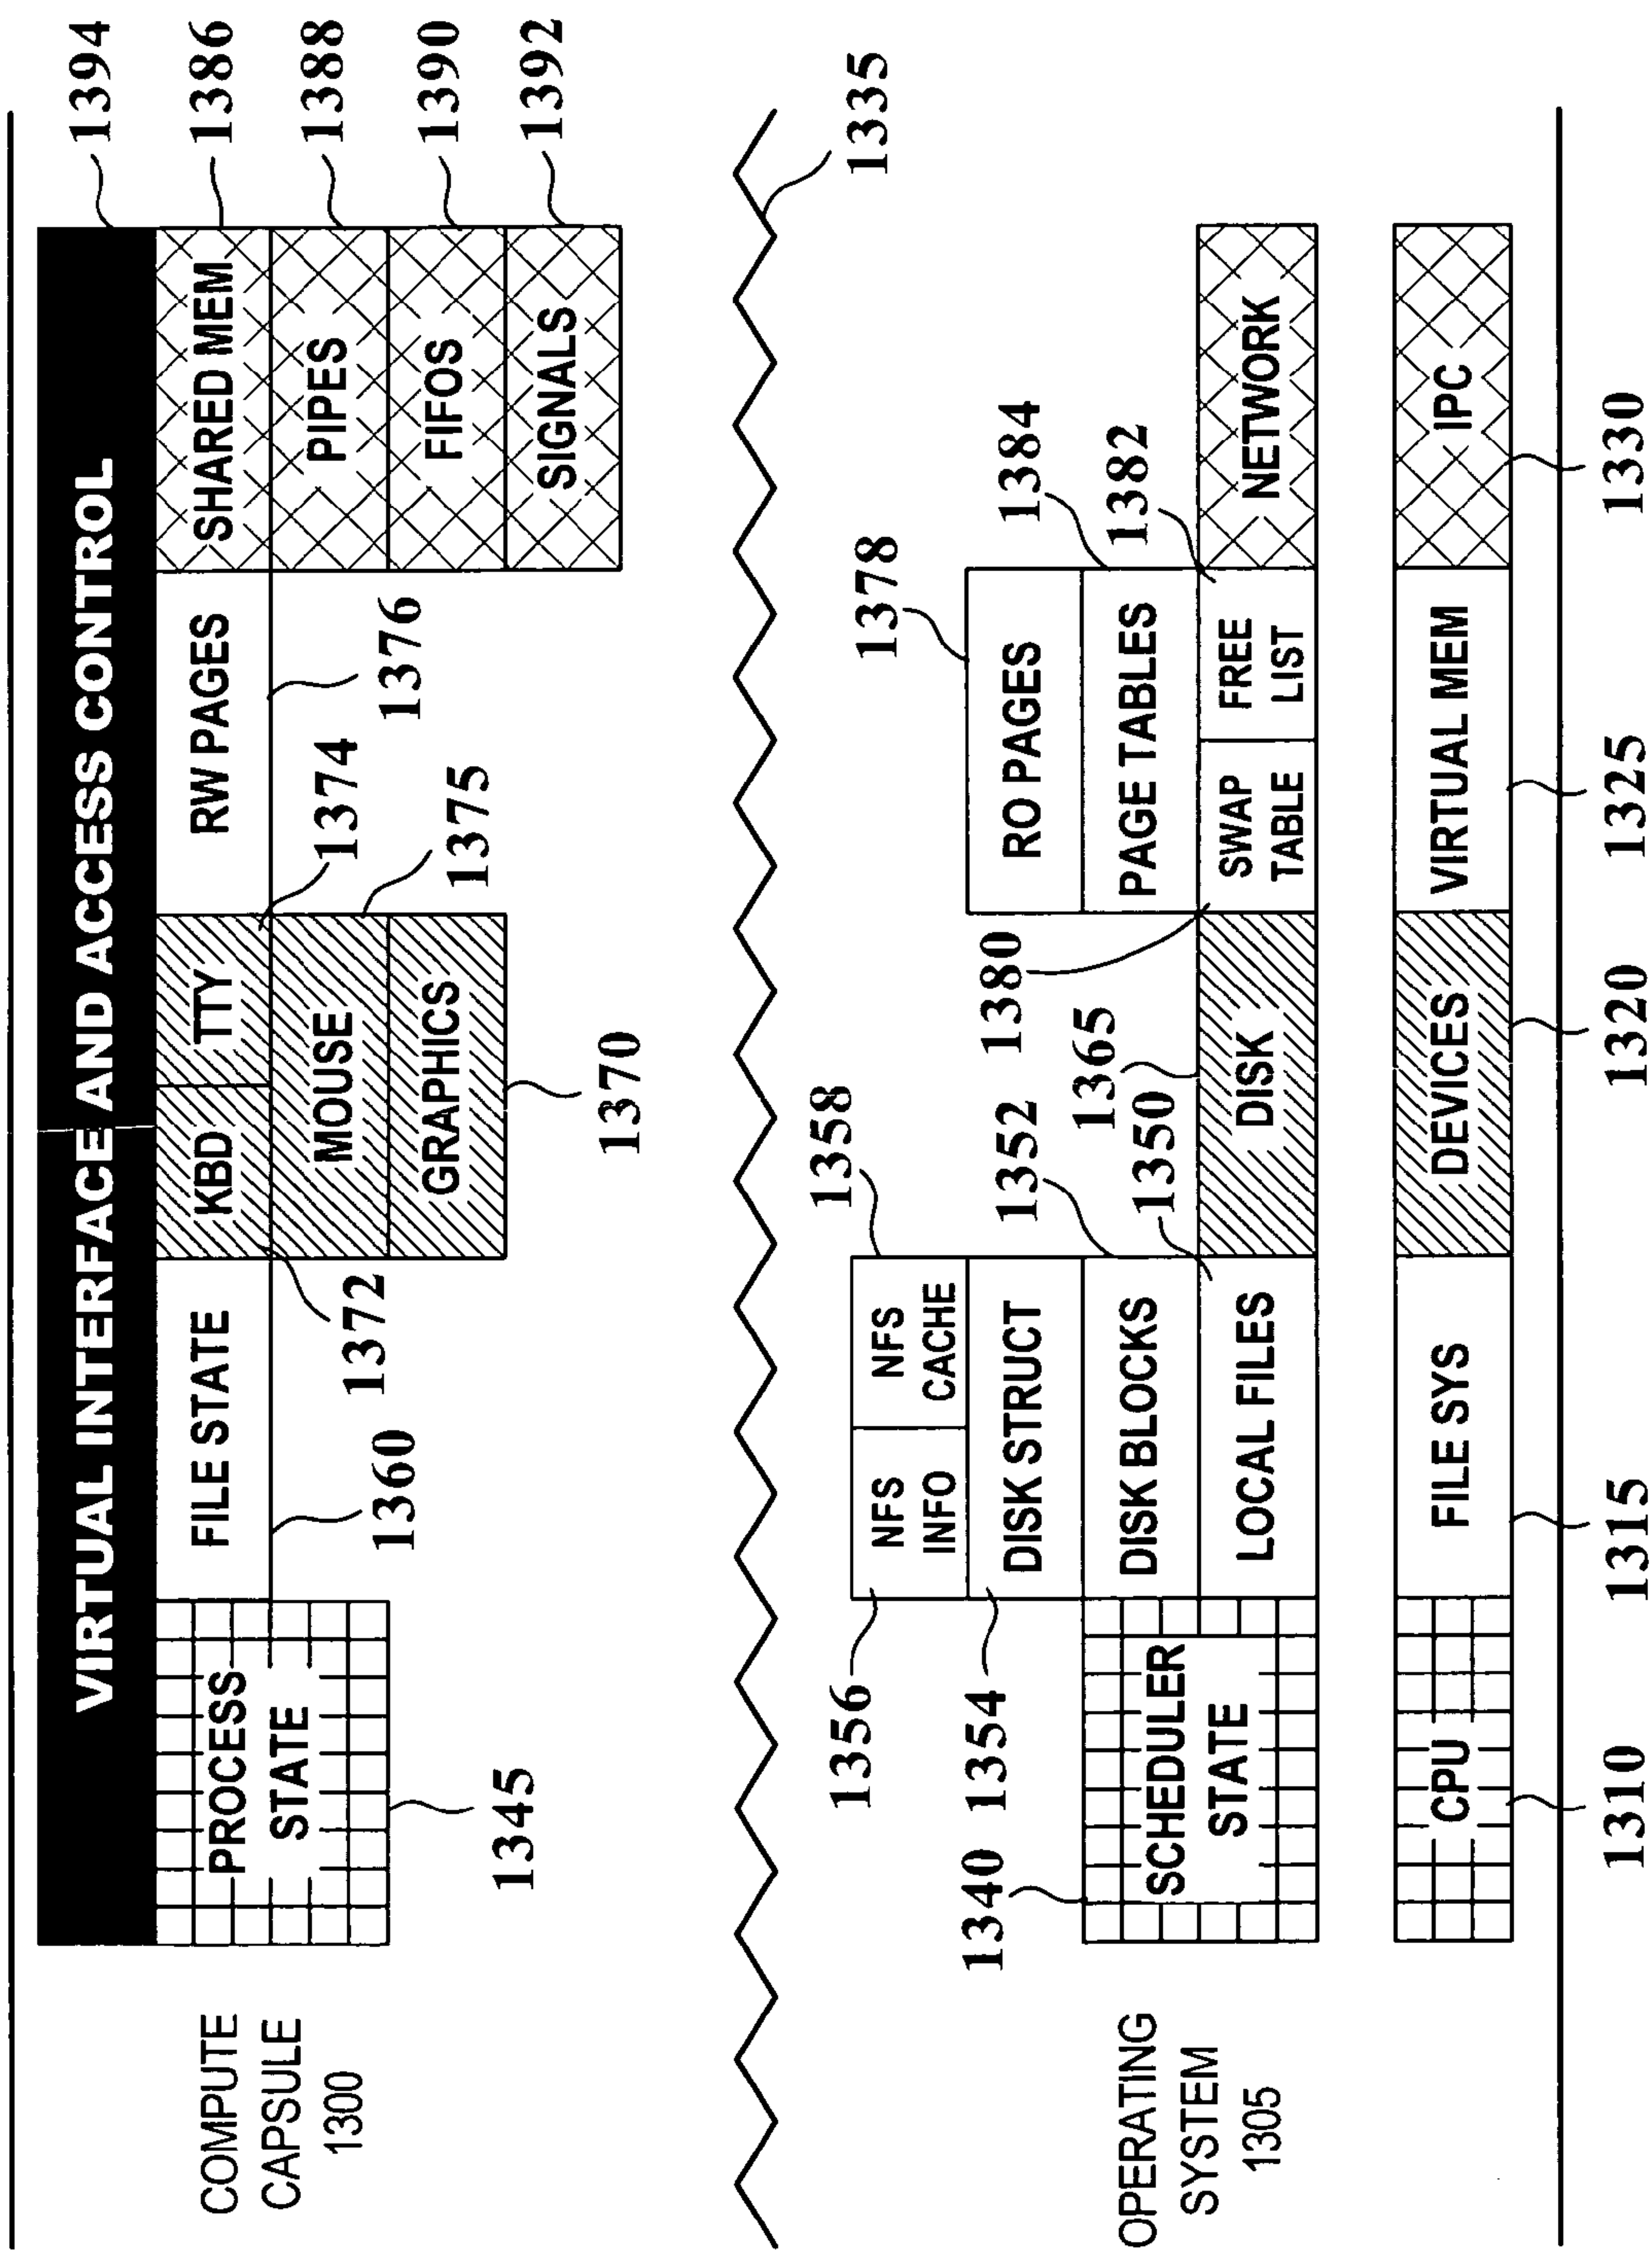 VIRTUAL INTERFACE AND ACCESS CONTROL
1394
COMPUTE
CAPSULE
1300
PROCESS
STATE
1345
FILE STATE
1360
KBD
TTY
1372
1374
MOUSE
1375
GRAPHICS
1370
RW PAGES
1376
SHARED MEM
1386
PIPES
1388
FIFOS
1390
SIGNALS
1392
1335
OPERATING
SYSTEM
1305
1340
SCHEDULER
STATE
1356
NFS
INFO
NFS
CACHE
1358
1354
DISK STRUCT
1352
DISK BLOCKS
1350
LOCAL FILES
1365
DISK
1380
1378
RO PAGES
1384
PAGE TABLES
1382
SWAP
TABLE
FREE
LIST
NETWORK
CPU
FILE SYS
DEVICES
VIRTUAL MEM
IPC
1310
1315
1320
1325
1330